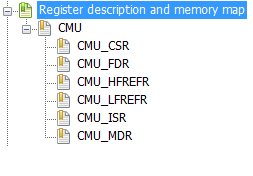 Register description and memory map
CMU
CMU_CSR
CMU_FDR
CMU_HFREFR
CMU_LFREFR
CMU_ISR
CMU_MDR